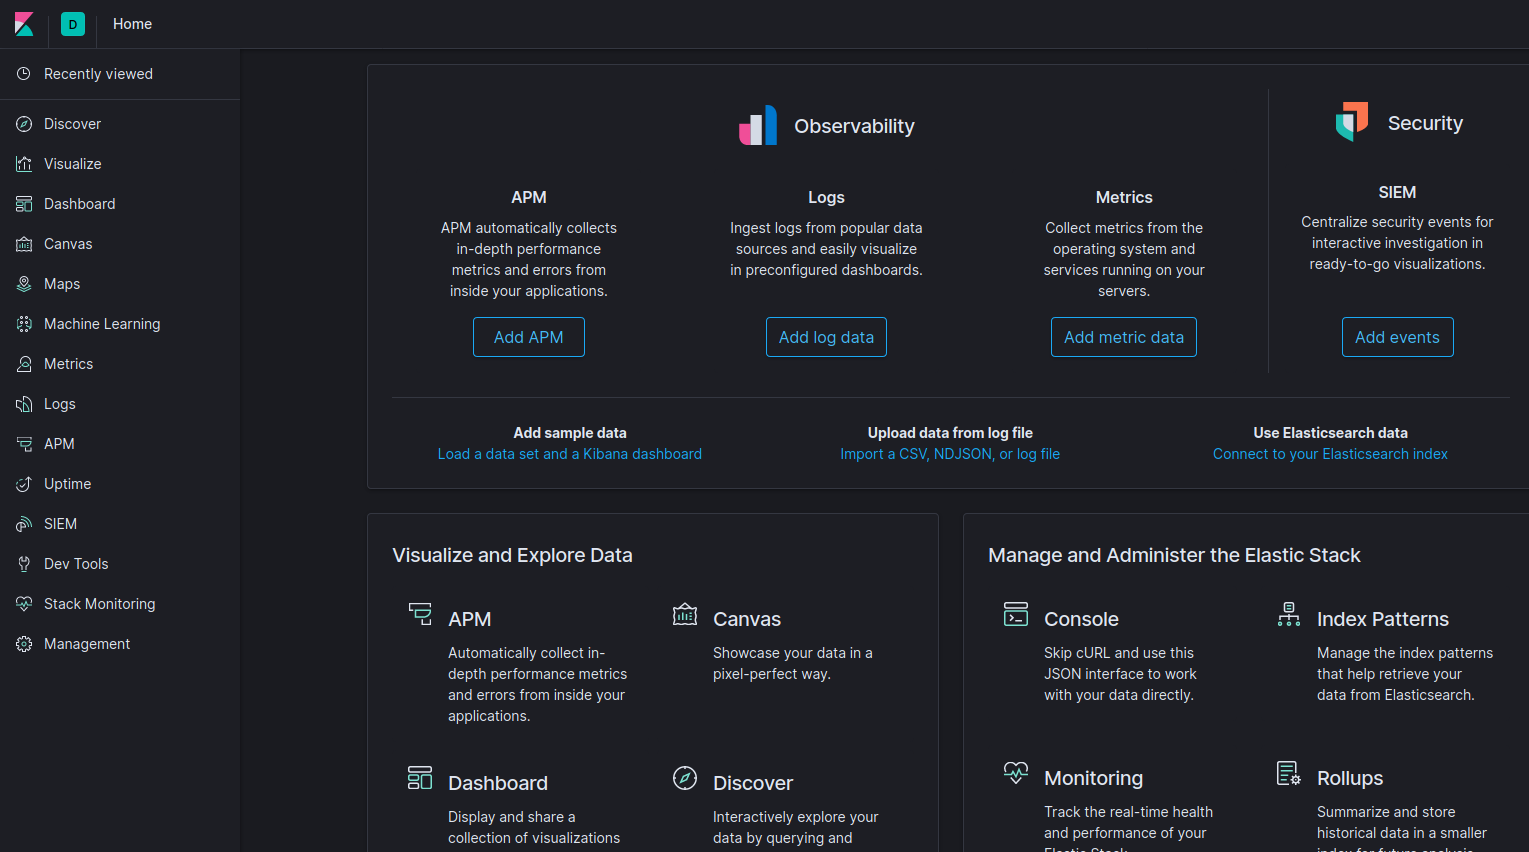 D
Home
Recently viewed
Discover
Visualize
Dashboard
Canvas
Maps
Machine Learning
Metrics
Logs
APM
Uptime
SIEM
Dev Tools
Stack Monitoring
Management
Observability
APM
APM automatically collects
in-depth performance
metrics and errors from
inside your applications.
Add APM
Logs
Ingest logs from popular data
sources and easily visualize
in preconfigured dashboards.
Add log data
Metrics
Collect metrics from the
operating system and
services running on your
servers.
Add metric data
Security
SIEM
Centralize security events for
interactive investigation in
ready-to-go visualizations.
Add events
Add sample data
Load a data set and a Kibana dashboard
Upload data from log file
Import a CSV, NDJSON, or log file
Use Elasticsearch data
Connect to your Elasticsearch index
Visualize and Explore Data
APM
Automatically collect in-
depth performance metrics
and errors from inside your
applications.
Canvas
Showcase your data in a
pixel-perfect way.
Dashboard
Display and share a
collection of visualizations
Discover
Interactively explore your
data by querying and
Manage and Administer the Elastic Stack
Console
Skip cURL and use this
JSON interface to work
with your data directly.
Index Patterns
Manage the index patterns
that help retrieve your
data from Elasticsearch.
Monitoring
Track the real-time health
and performance of your
Elastic Stack
Rollups
Summarize and store
historical data in a smaller
index for future analysis